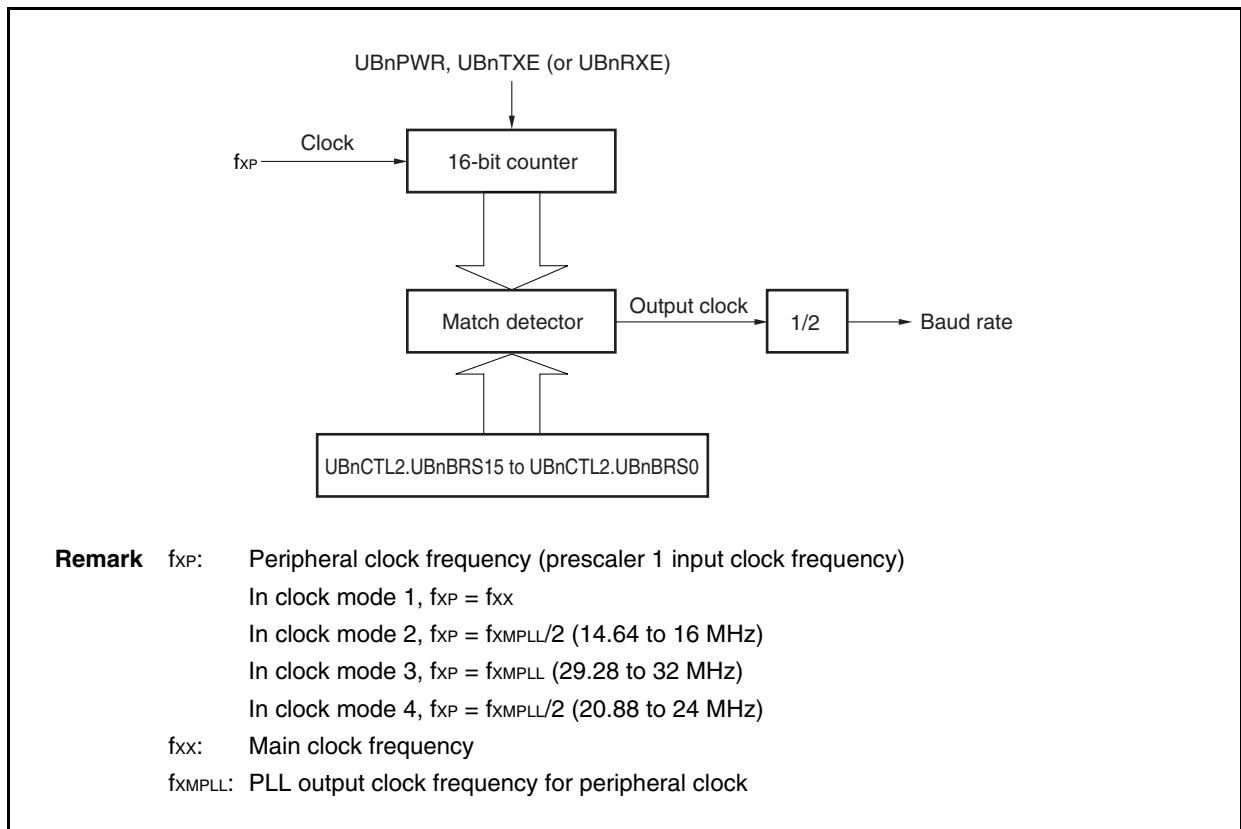 UBnPWR, UBnTXE (or UBnRXE)
Clock
fXP
16-bit counter
Match detector
Output clock
1/2
Baud rate
UBnCTL2.UBnBRS15 to UBnCTL2.UBnBRS0
Remark fXP: Peripheral clock frequency (prescaler 1 input clock frequency)
In clock mode 1, fXP = fXX
In clock mode 2, fXP = fXMPLL/2 (14.64 to 16 MHz)
In clock mode 3, fXP = fXMPLL (29.28 to 32 MHz)
In clock mode 4, fXP = fXMPLL/2 (20.88 to 24 MHz)
fXX: Main clock frequency
fXMPLL: PLL output clock frequency for peripheral clock